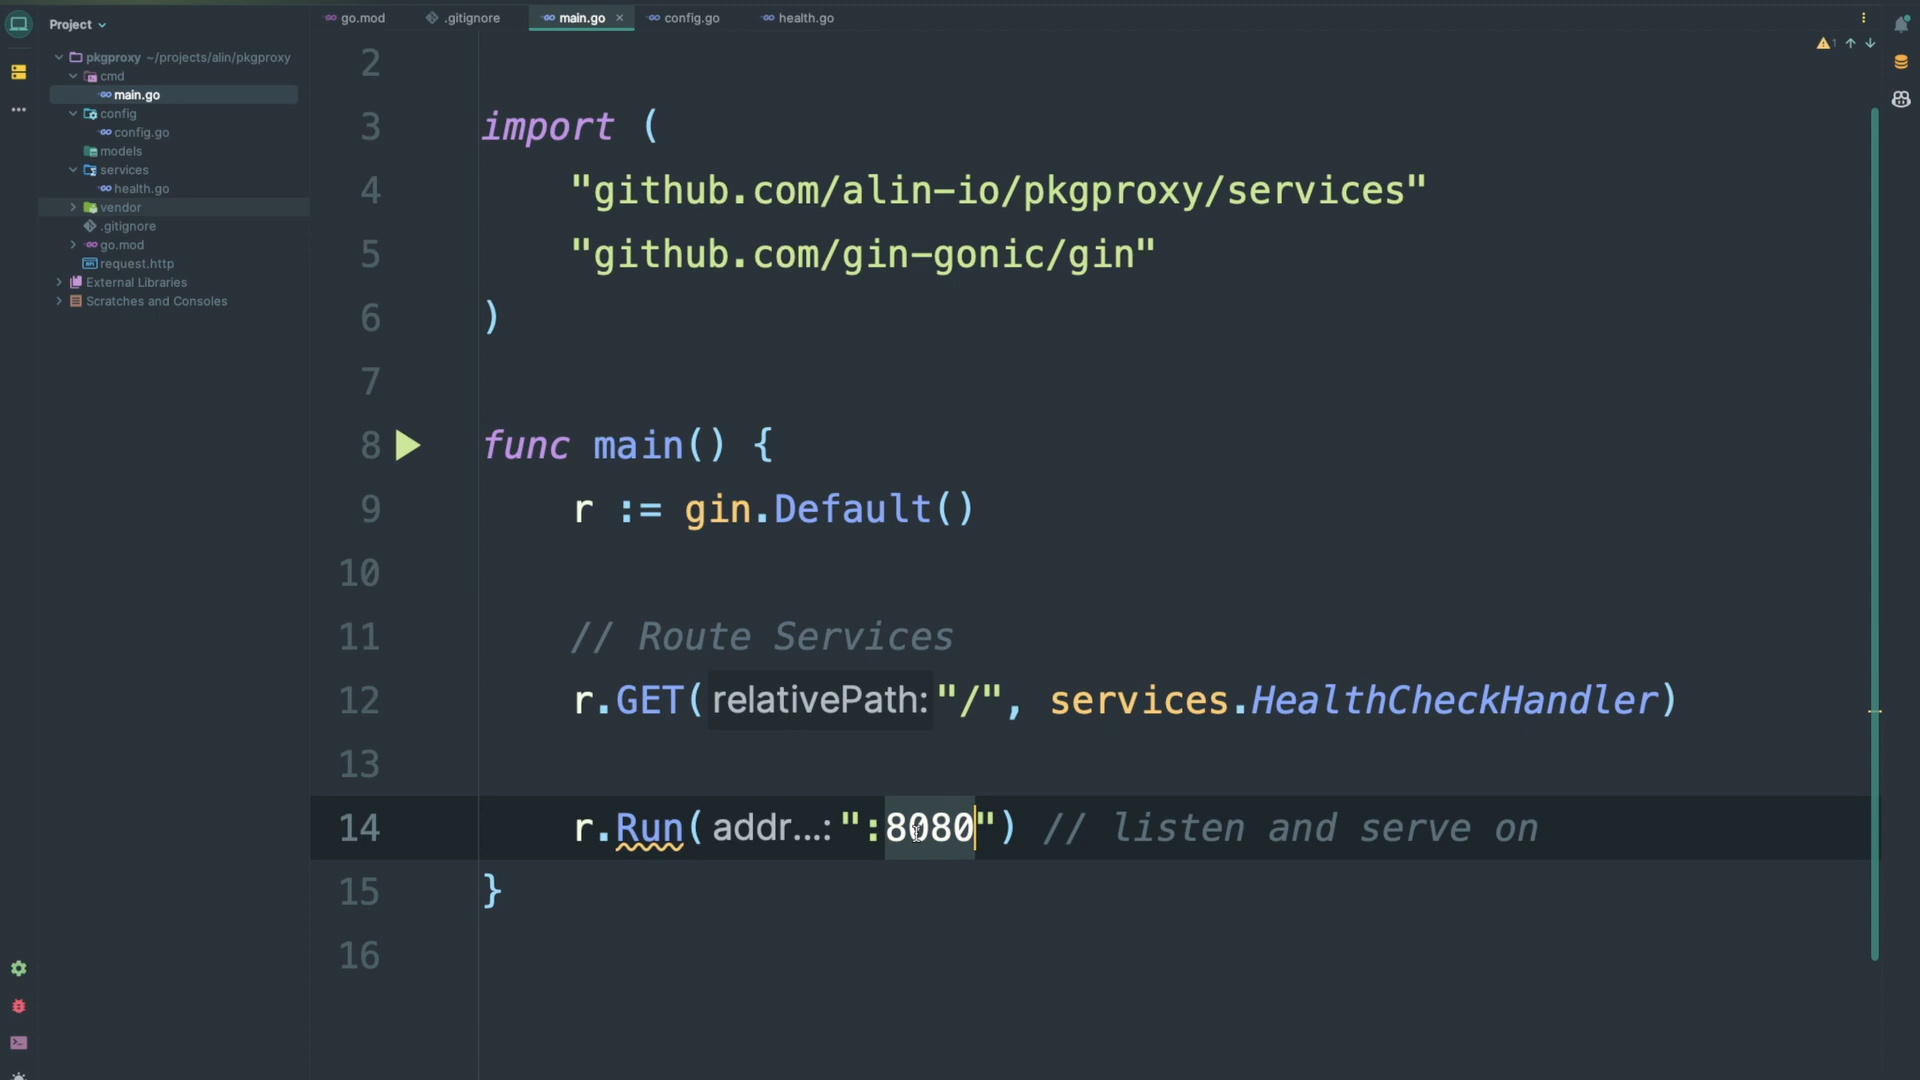 Project
go.mod
.gitignore
main.go
config.go
health.go
1
pkgproxy ~/projects/alin/pkgproxy
cmd
main.go
config
config.go
models
services
health.go
vendor
.gitignore
go.mod
request.http
External Libraries
Scratches and Consoles
2
3 import (
4 "github.com/alin-io/pkgproxy/services"
5 "github.com/gin-gonic/gin"
6 )
7
8 func main() {
9 r := gin.Default()
10
11 // Route Services
12 r.GET( relativePath: "/", services.HealthCheckHandler)
13
14 r.Run( addr...: ":8080") // listen and serve on
15 }
16